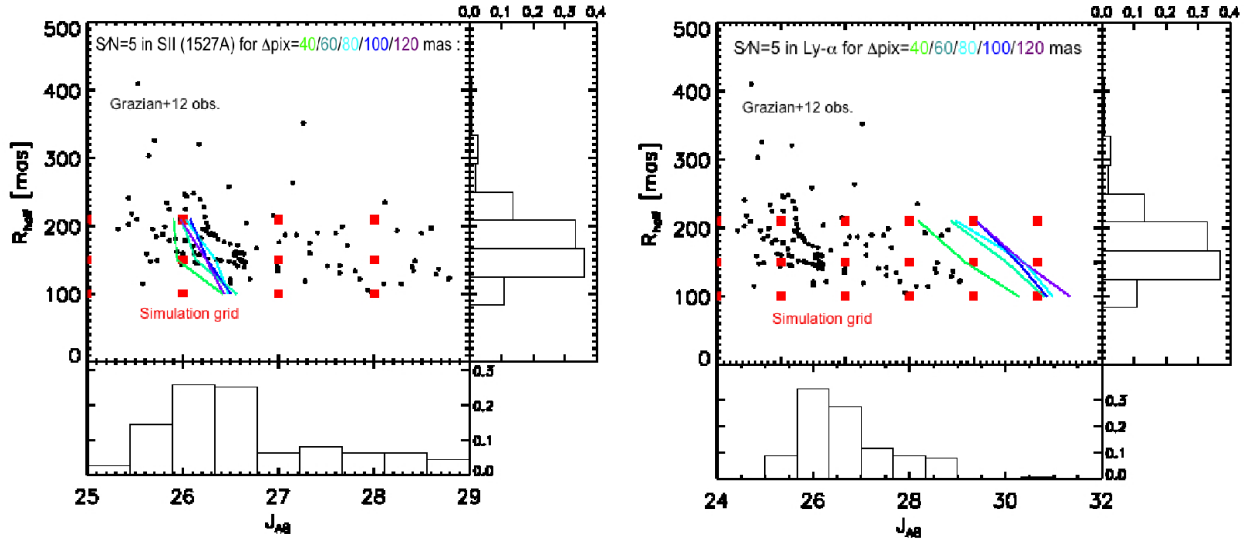 0.0 0.1 0.2 0.3 0.4
500
S/N=5 in SII (1527A) for Δpix=40/60/80/100/120 mas :
400
Grazian+12 obs.
300
R_half [mas]
200
100
Simulation grid
0
0.3
0.2
0.1
0.0
25 26 27 28 29
J_AB
0.0 0.1 0.2 0.3 0.4
500
S/N=5 in Ly-α for Δpix=40/60/80/100/120 mas
400
Grazian+12 obs.
300
R_half [mas]
200
100
Simulation grid
0
0.3
0.2
0.1
0.0
24 26 28 30 32
J_AB